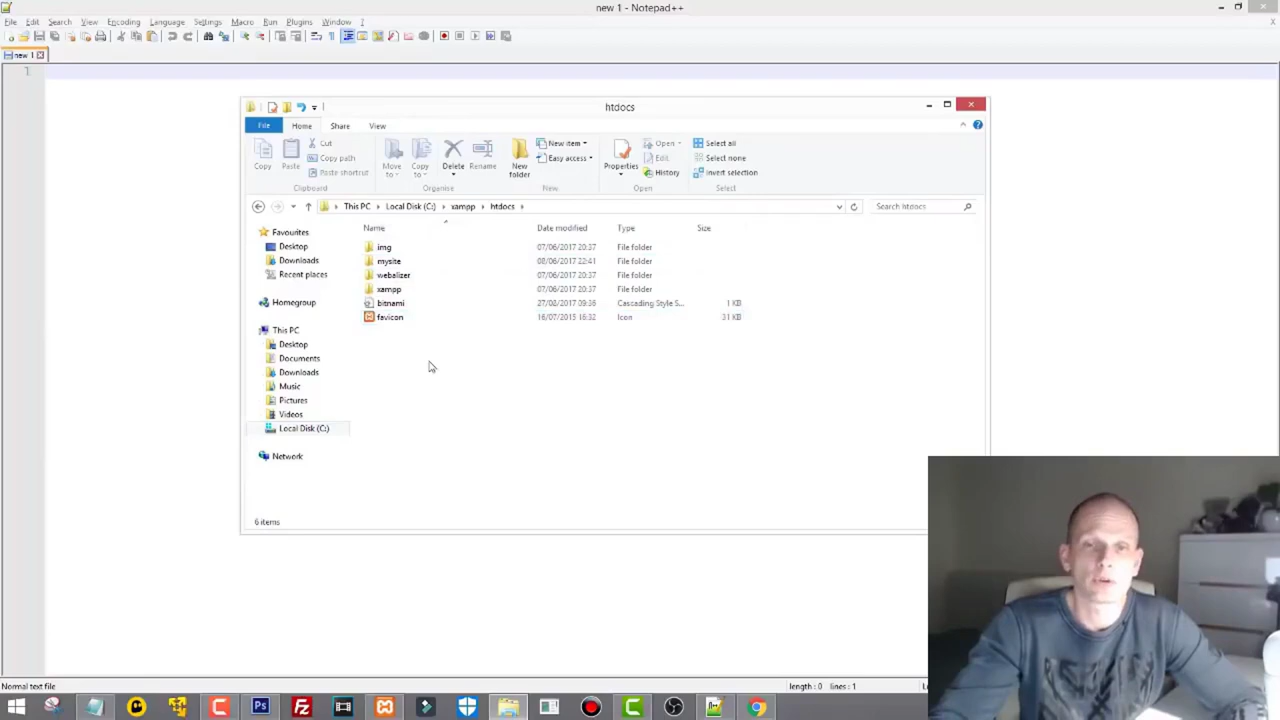 new 1 - Notepad++
File Edit Search View Encoding Language Settings Macro Run Plugins Window ?
new 1
1
htdocs
File Home Share View
Copy Paste Cut Copy path Paste shortcut
Move to Copy to Delete Rename New folder
New item Easy access
Properties Open Edit History
Select all Select none Invert selection
Clipboard Organise New Open Select
This PC Local Disk (C:) xampp htdocs Search htdocs
Name Date modified Type Size
Favourites
Desktop
Downloads
Recent places
Homegroup
This PC
Desktop
Documents
Downloads
Music
Pictures
Videos
Local Disk (C:)
Network
img 07/06/2017 20:37 File folder
mysite 08/06/2017 22:41 File folder
webalizer 07/06/2017 20:37 File folder
xampp 07/06/2017 20:37 File folder
bitnami 27/02/2017 09:36 Cascading Style S... 1 KB
favicon 16/07/2015 16:32 Icon 31 KB
6 items
Normal text file length : 0 lines : 1